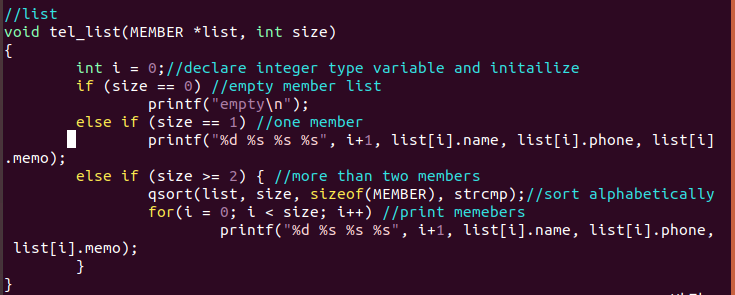 //list
void tel_list(MEMBER *list, int size)
{
        int i = 0;//declare integer type variable and initailize
        if (size == 0) //empty member list
                printf("empty\n");
        else if (size == 1) //one member
                printf("%d %s %s %s", i+1, list[i].name, list[i].phone, list[i]
.memo);
        else if (size >= 2) { //more than two members
                qsort(list, size, sizeof(MEMBER), strcmp);//sort alphabetically
                for(i = 0; i < size; i++) //print memebers
                        printf("%d %s %s %s", i+1, list[i].name, list[i].phone,
 list[i].memo);
        }
}